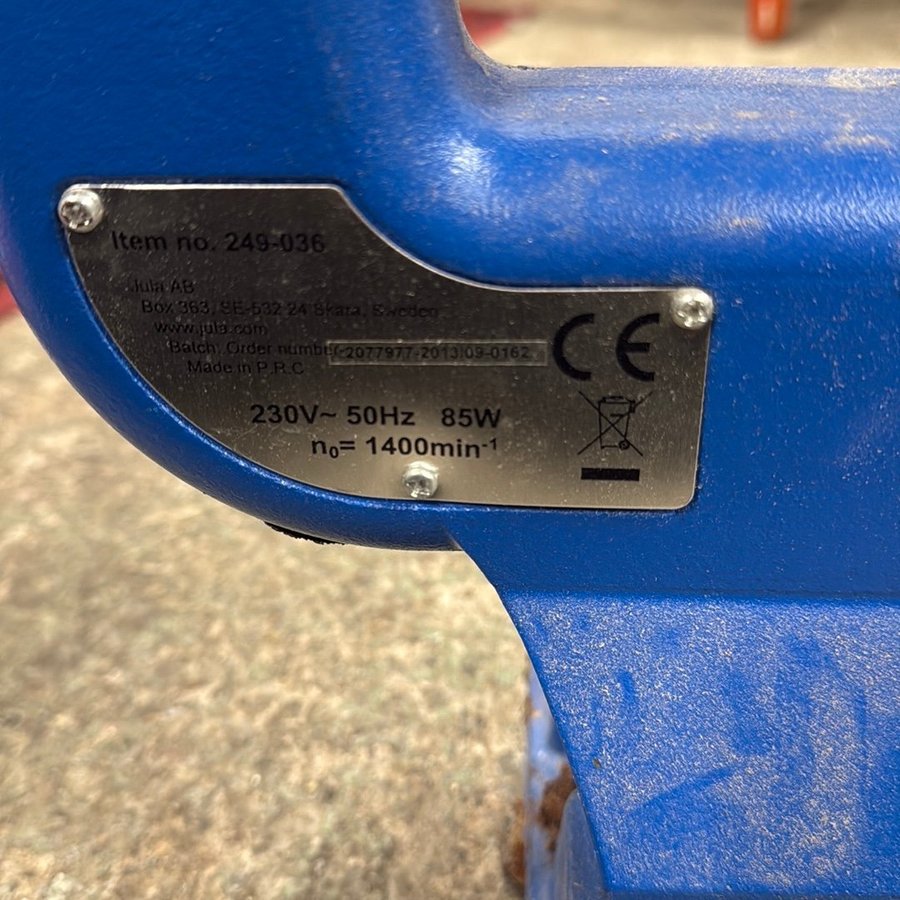 Item no. 249-036
Jula AB
Box 363, SE-532 24 Skara, Sweden
www.jula.com
Batch: Order number: 2077977-2013|09-0162
Made in P.R.C
CE
230V~ 50Hz 85W
n₀= 1400min⁻¹